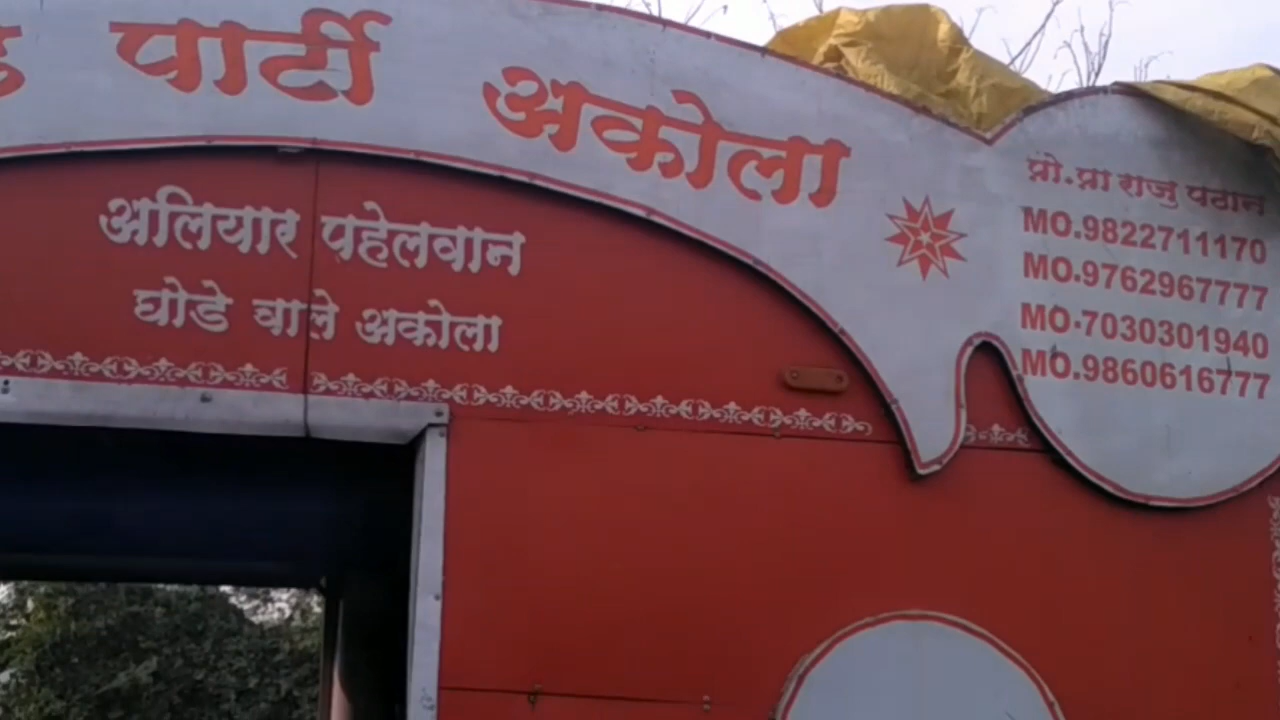 पार्टी अकोला
अलियार पहेलवान
घोडे वाले अकोला
प्रो.प्रा राजु पठान
MO.9822711170
MO.9762967777
MO.7030301940
MO.9860616777